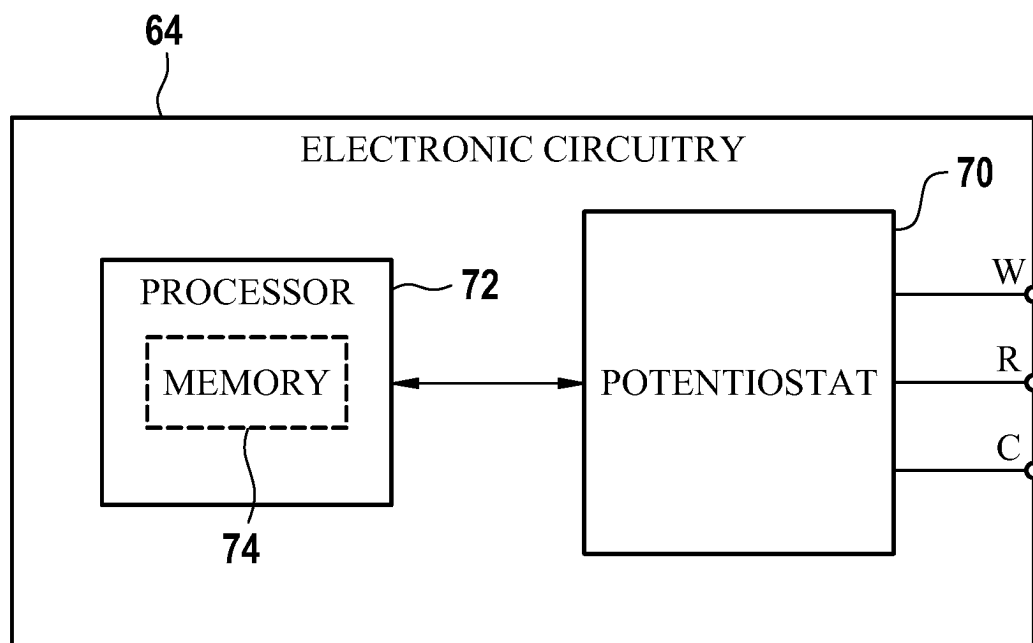 64
ELECTRONIC CIRCUITRY
70
PROCESSOR
72
MEMORY
74
POTENTIOSTAT
W
R
C